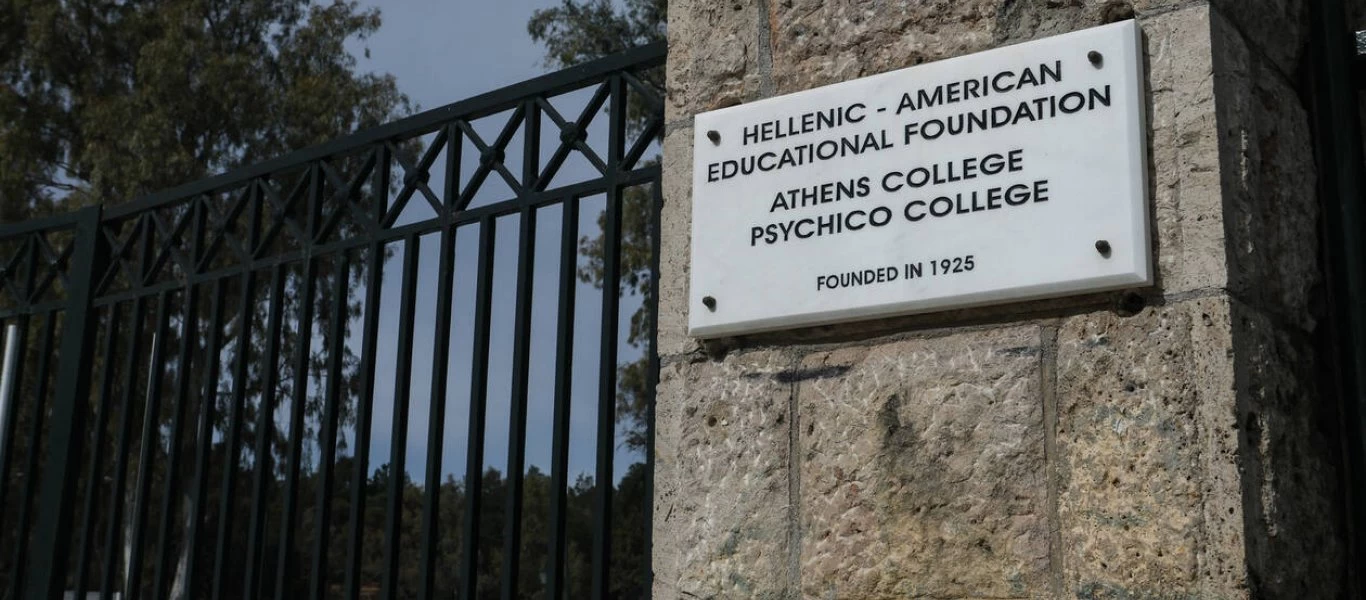 HELLENIC - AMERICAN
EDUCATIONAL FOUNDATION
ATHENS COLLEGE
PSYCHICO COLLEGE
FOUNDED IN 1925